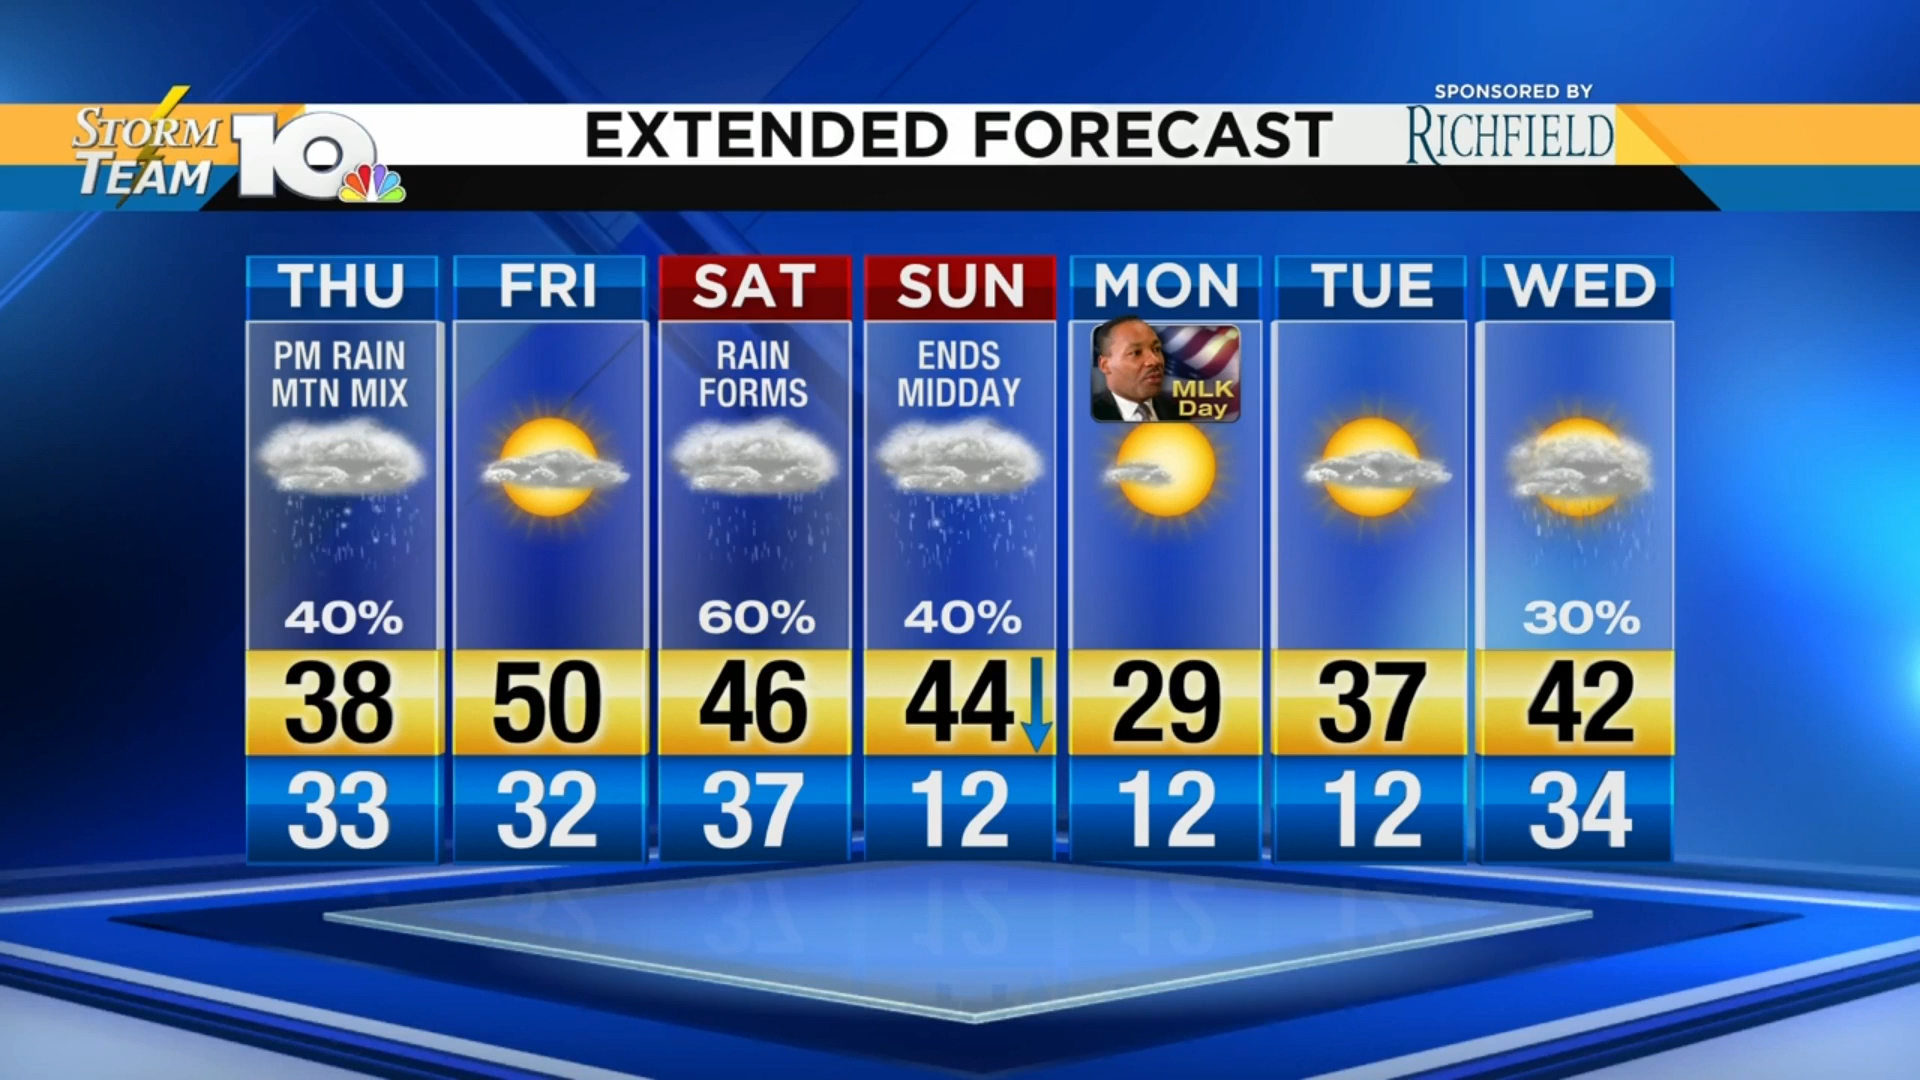 SPONSORED BY
STORM TEAM 10
EXTENDED FORECAST
RICHFIELD
THU FRI SAT SUN MON TUE WED
PM RAIN
MTN MIX
RAIN
FORMS
ENDS
MIDDAY
MLK
Day
40% 60% 40% 30%
38 50 46 44 29 37 42
33 32 37 12 12 12 34